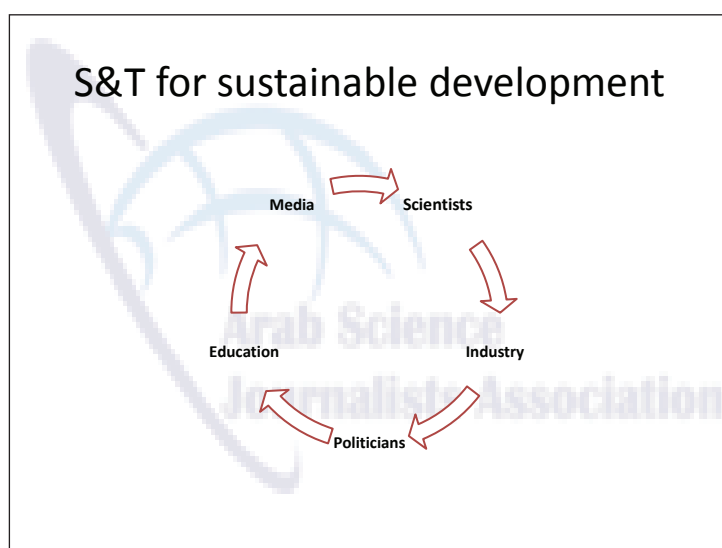 S&T for sustainable development
Media
Scientists
Arab Science
Education
Industry
Journalists Association
Politicians